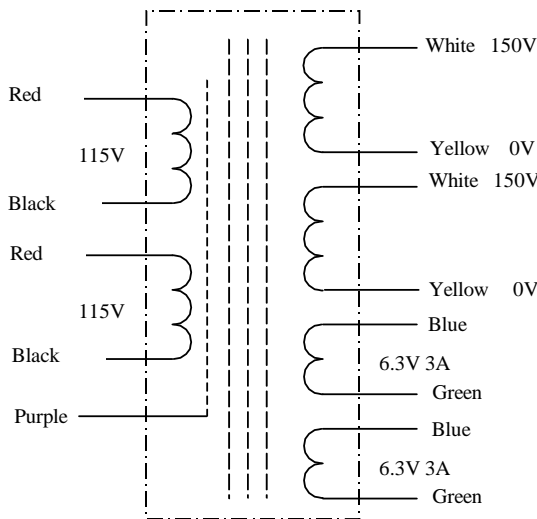 Red
115V
Black
Red
115V
Black
Purple
White 150V
Yellow 0V
White 150V
Yellow 0V
Blue
6.3V 3A
Green
Blue
6.3V 3A
Green